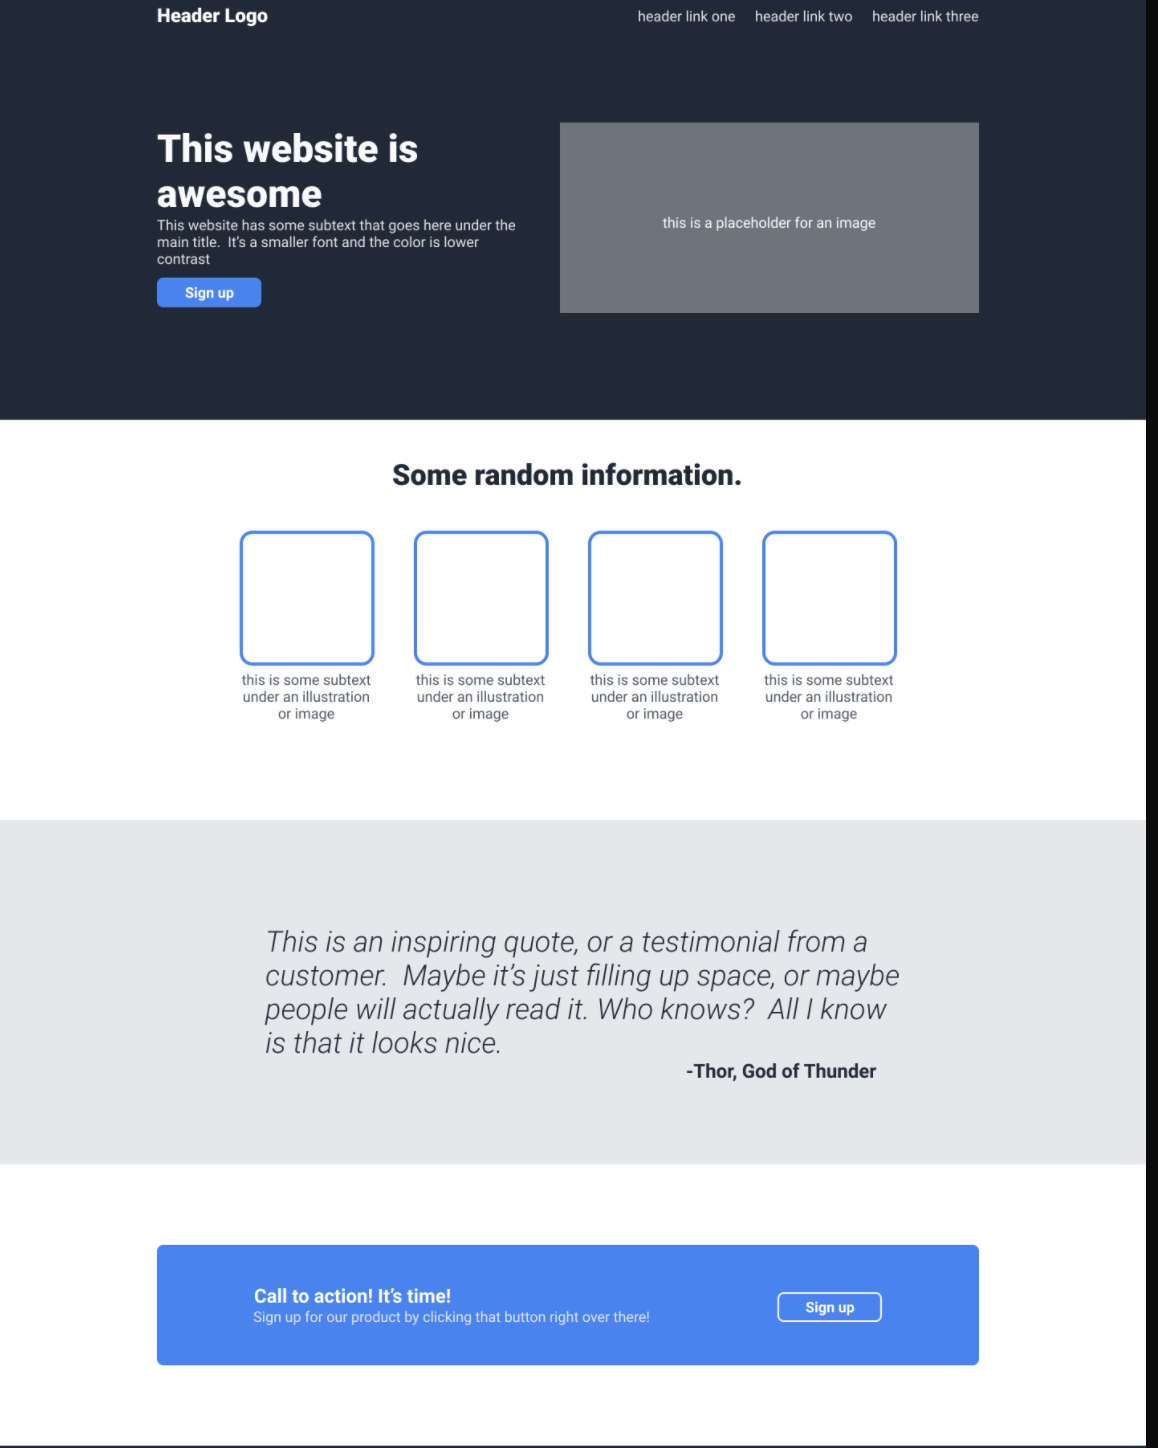 Header Logo
header link one header link two header link three
This website is
awesome
This website has some subtext that goes here under the
main title.  It’s a smaller font and the color is lower
contrast
Sign up
this is a placeholder for an image
Some random information.
this is some subtext
under an illustration
or image
this is some subtext
under an illustration
or image
this is some subtext
under an illustration
or image
this is some subtext
under an illustration
or image
This is an inspiring quote, or a testimonial from a
customer.  Maybe it’s just filling up space, or maybe
people will actually read it. Who knows?  All I know
is that it looks nice.
-Thor, God of Thunder
Call to action! It’s time!
Sign up for our product by clicking that button right over there!
Sign up